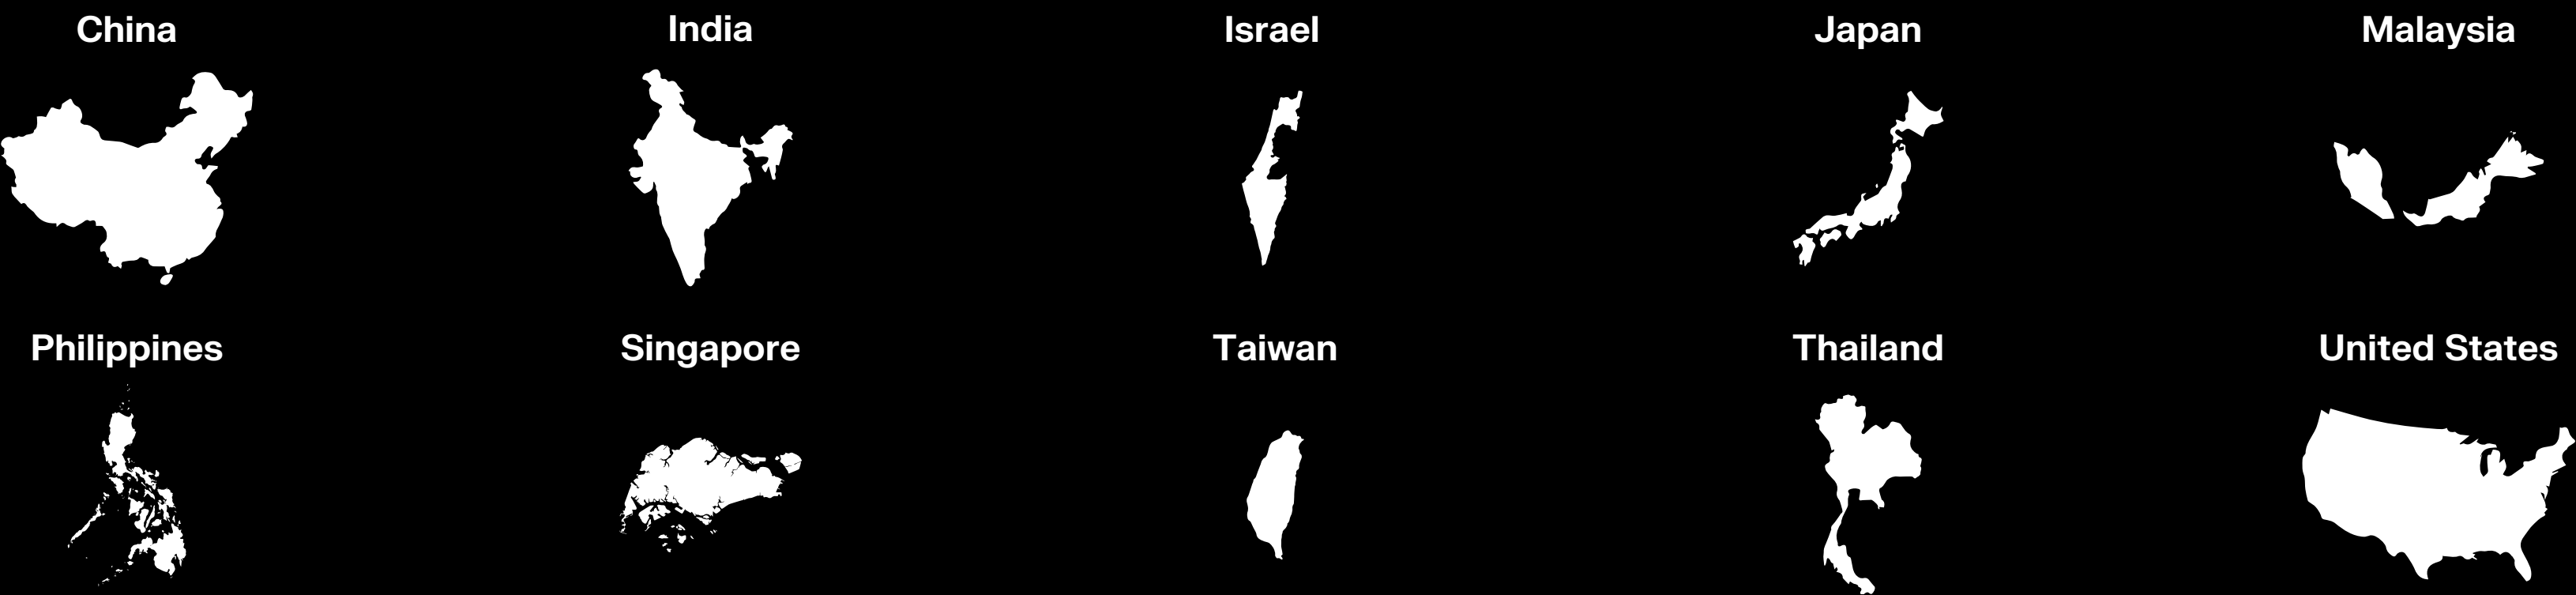 China
India
Israel
Japan
Malaysia
Philippines
Singapore
Taiwan
Thailand
United States